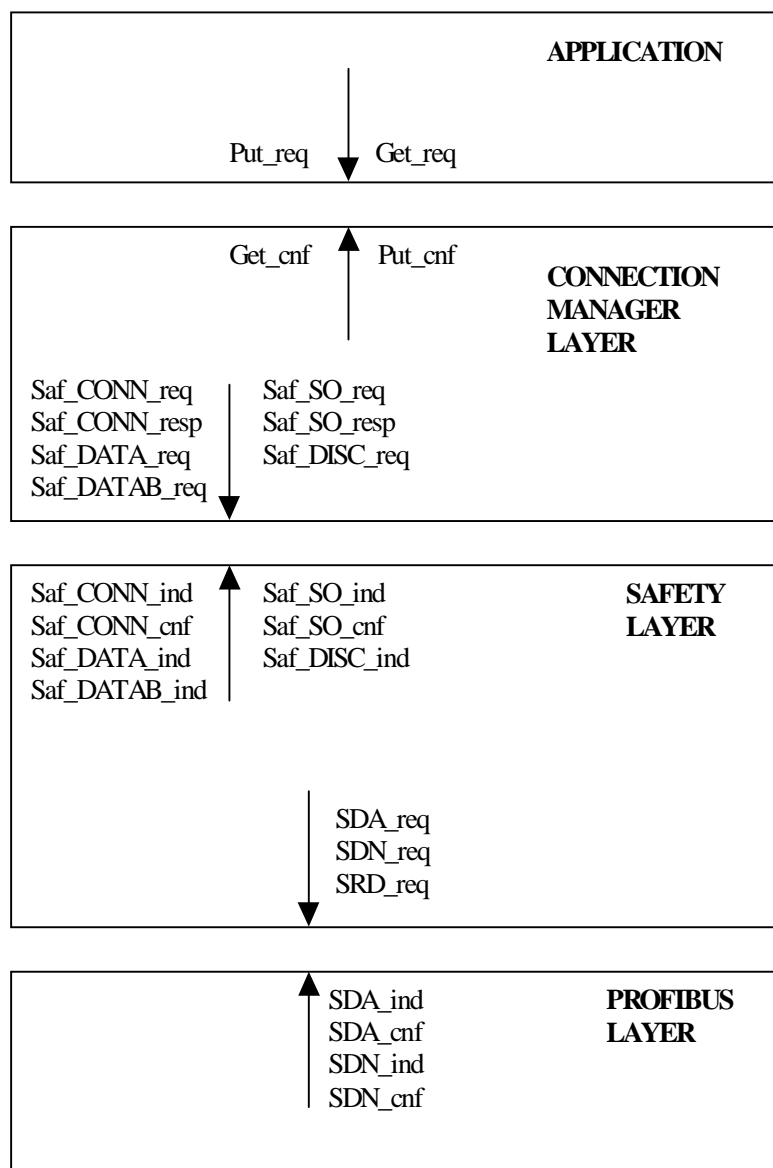 APPLICATION
Put_req Get_req
Get_cnf Put_cnf
CONNECTION
MANAGER
LAYER
Saf_CONN_req Saf_SO_req
Saf_CONN_resp Saf_SO_resp
Saf_DATA_req Saf_DISC_req
Saf_DATAB_req
Saf_CONN_ind Saf_SO_ind SAFETY
Saf_CONN_cnf Saf_SO_cnf LAYER
Saf_DATA_ind Saf_DISC_ind
Saf_DATAB_ind
SDA_req
SDN_req
SRD_req
SDA_ind PROFIBUS
SDA_cnf LAYER
SDN_ind
SDN_cnf